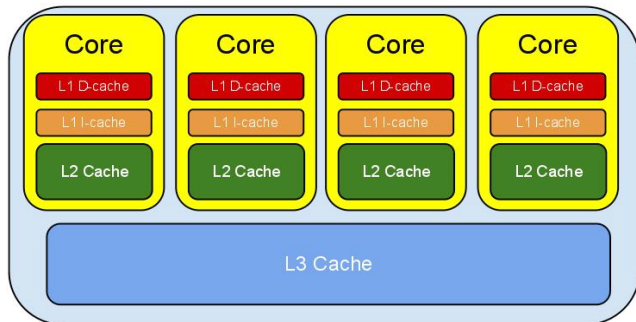 Core Core Core Core
L1 D-cache L1 D-cache L1 D-cache L1 D-cache
L1 I-cache L1 I-cache L1 I-cache L1 I-cache
L2 Cache L2 Cache L2 Cache L2 Cache
L3 Cache